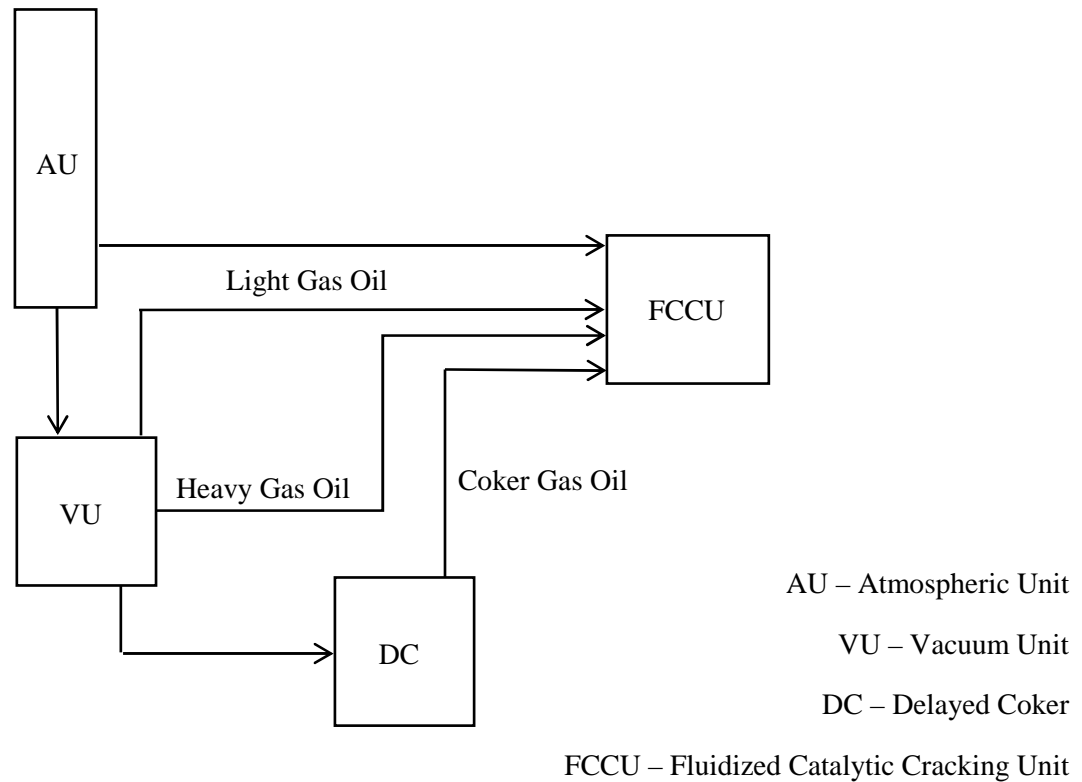 AU
Light Gas Oil
FCCU
Heavy Gas Oil
Coker Gas Oil
VU
DC
AU – Atmospheric Unit
VU – Vacuum Unit
DC – Delayed Coker
FCCU – Fluidized Catalytic Cracking Unit